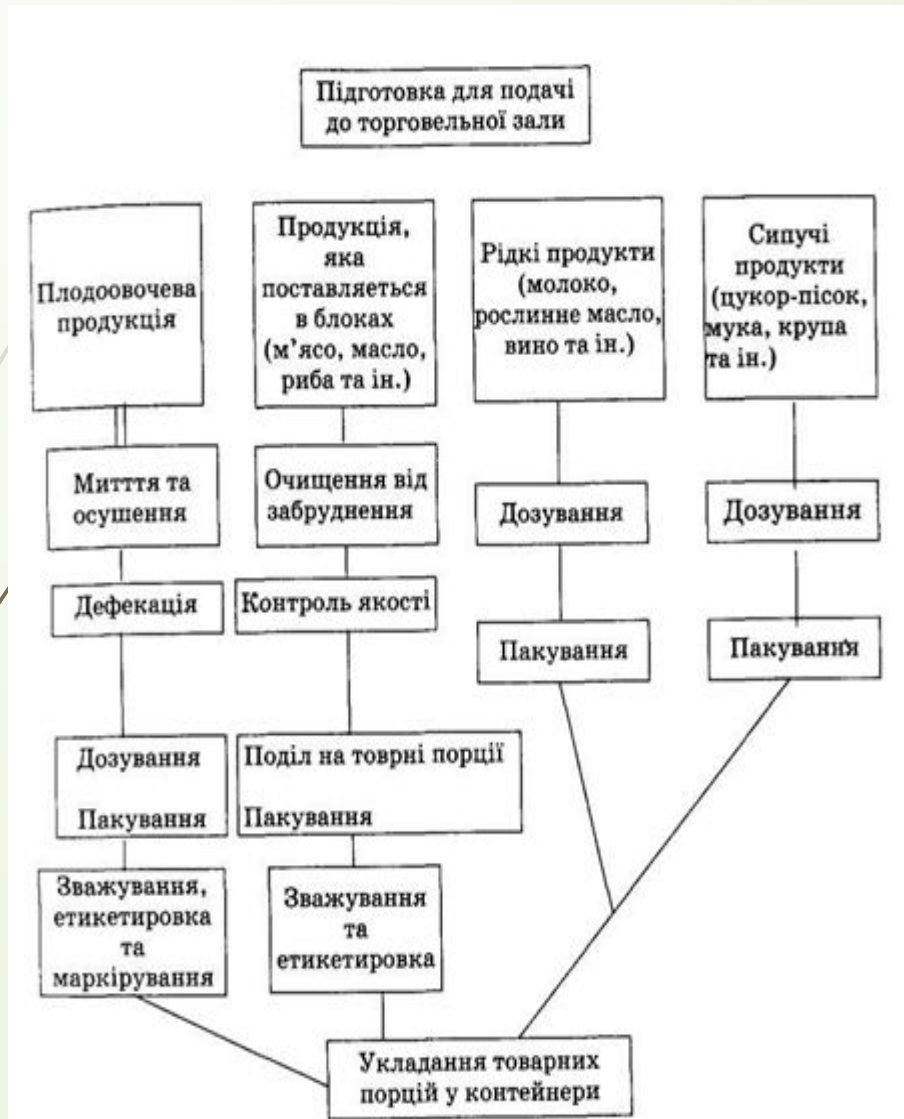 Підготовка для подачі
до торговельної зали
Плодоовочева
продукція
Продукція,
яка
поставляеться
в блоках
(м’ясо, масло,
риба та ін.)
Рідкі продукти
(молоко,
рослинне масло,
вино та ін.)
Сипучі
продукти
(цукор-пісок,
мука, крупа
та ін.)
Митття та
осушення
Очищення від
забруднення
Дозування
Дозування
Дефекація
Контроль якості
Пакування
Пакування
Дозування
Пакування
Поділ на товрні порції
Пакування
Зважування,
етикетировка
та
маркірування
Зважування
та
етикетировка
Укладання товарних
порцій у контейнери